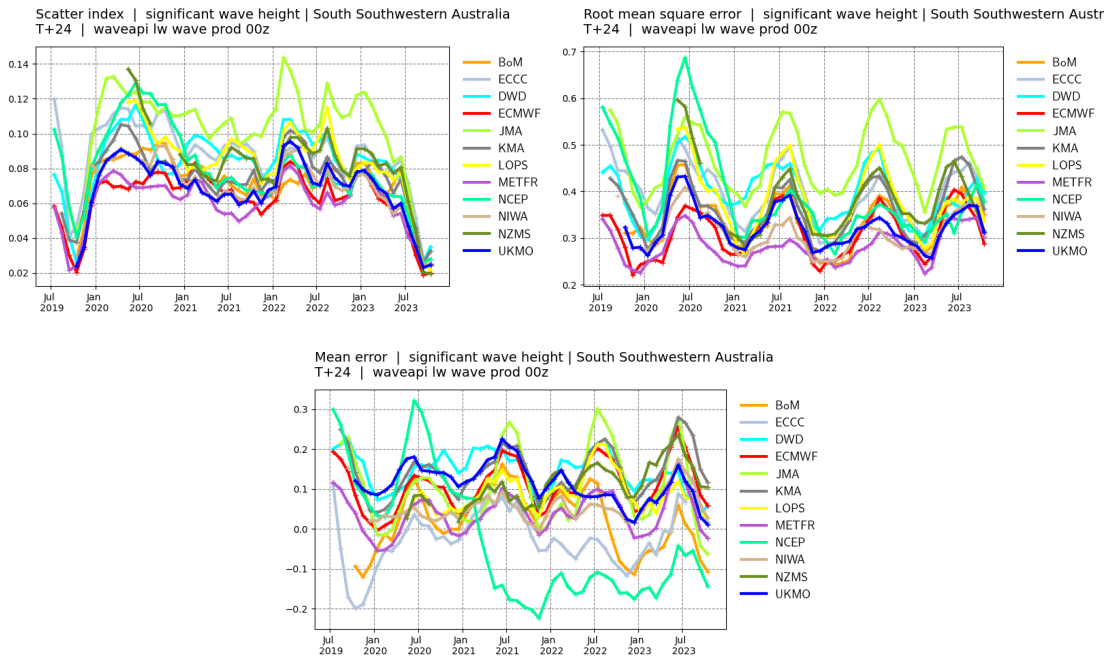 Scatter index | significant wave height | South Southwestern Australia
T+24 | waveapi lw wave prod 00z
0.14
0.12
0.10
0.08
0.06
0.04
0.02
Jul 2019
Jan 2020
Jul 2020
Jan 2021
Jul 2021
Jan 2022
Jul 2022
Jan 2023
Jul 2023
BoM
ECCC
DWD
ECMWF
JMA
KMA
LOPS
METFR
NCEP
NIWA
NZMS
UKMO
Root mean square error | significant wave height | South Southwestern Austr
T+24 | waveapi lw wave prod 00z
0.7
0.6
0.5
0.4
0.3
0.2
Jul 2019
Jan 2020
Jul 2020
Jan 2021
Jul 2021
Jan 2022
Jul 2022
Jan 2023
Jul 2023
BoM
ECCC
DWD
ECMWF
JMA
KMA
LOPS
METFR
NCEP
NIWA
NZMS
UKMO
Mean error | significant wave height | South Southwestern Australia
T+24 | waveapi lw wave prod 00z
0.3
0.2
0.1
0.0
−0.1
−0.2
Jul 2019
Jan 2020
Jul 2020
Jan 2021
Jul 2021
Jan 2022
Jul 2022
Jan 2023
Jul 2023
BoM
ECCC
DWD
ECMWF
JMA
KMA
LOPS
METFR
NCEP
NIWA
NZMS
UKMO